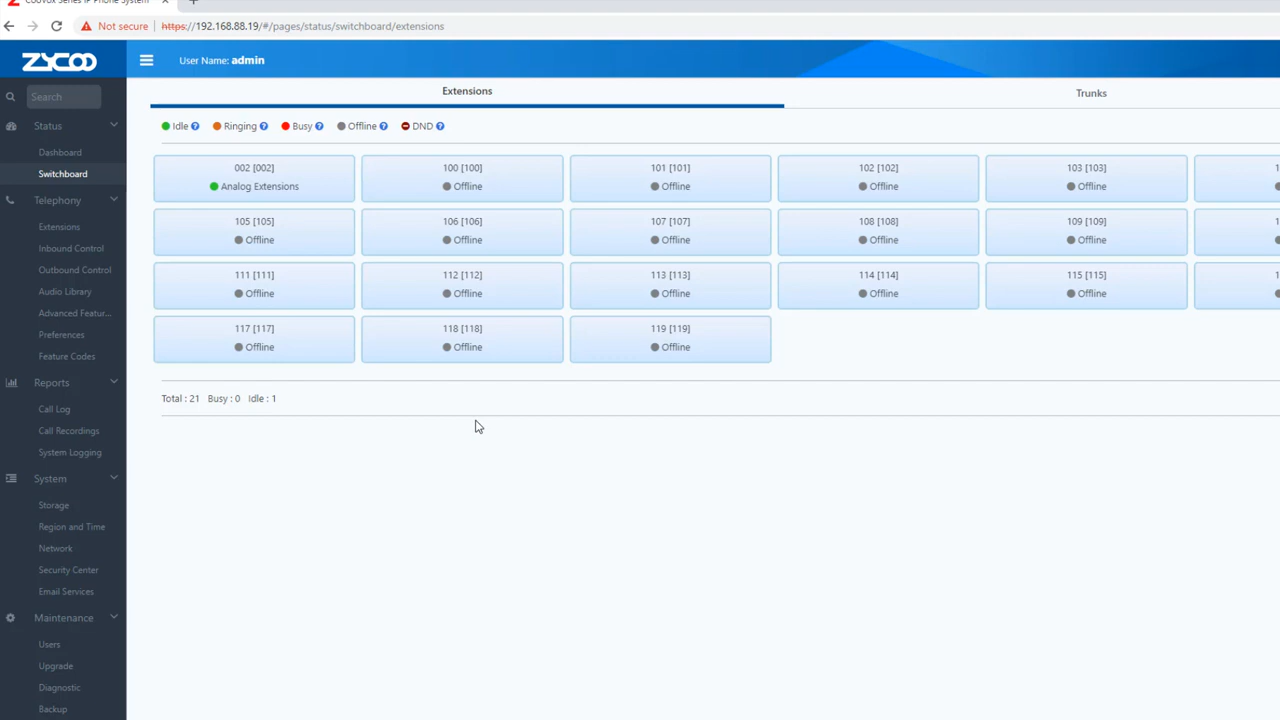 CooVox Series IP Phone System
Not secure https://192.168.88.19/#/pages/status/switchboard/extensions
ZYCOO
User Name: admin
Search
Status
Dashboard
Switchboard
Telephony
Extensions
Inbound Control
Outbound Control
Audio Library
Advanced Featur...
Preferences
Feature Codes
Reports
Call Log
Call Recordings
System Logging
System
Storage
Region and Time
Network
Security Center
Email Services
Maintenance
Users
Upgrade
Diagnostic
Backup
Extensions Trunks
Idle Ringing Busy Offline DND
002 [002] 100 [100] 101 [101] 102 [102] 103 [103]
Analog Extensions Offline Offline Offline Offline
105 [105] 106 [106] 107 [107] 108 [108] 109 [109]
Offline Offline Offline Offline Offline
111 [111] 112 [112] 113 [113] 114 [114] 115 [115]
Offline Offline Offline Offline Offline
117 [117] 118 [118] 119 [119]
Offline Offline Offline
Total : 21 Busy : 0 Idle : 1